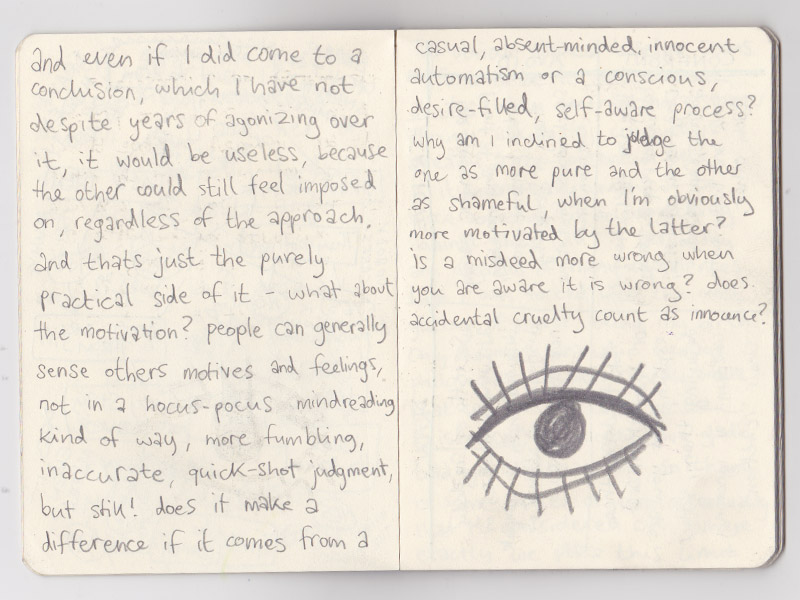 and even if I did come to a
conclusion, which I have not
despite years of agonizing over
it, it would be useless, because
the other could still feel imposed
on, regardless of the approach.
and thats just the purely
practical side of it - what about
the motivation? people can generally
sense others motives and feelings,
not in a hocus-pocus mindreading
kind of way, more fumbling,
inaccurate, quick-shot judgment,
but still! does it make a
difference if it comes from a
casual, absent-minded, innocent
automatism or a conscious,
desire-filled, self-aware process?
why am I inclined to judge the
one as more pure and the other
as shameful, when I'm obviously
more motivated by the latter?
is a misdeed more wrong when
you are aware it is wrong? does
accidental cruelty count as innocence?